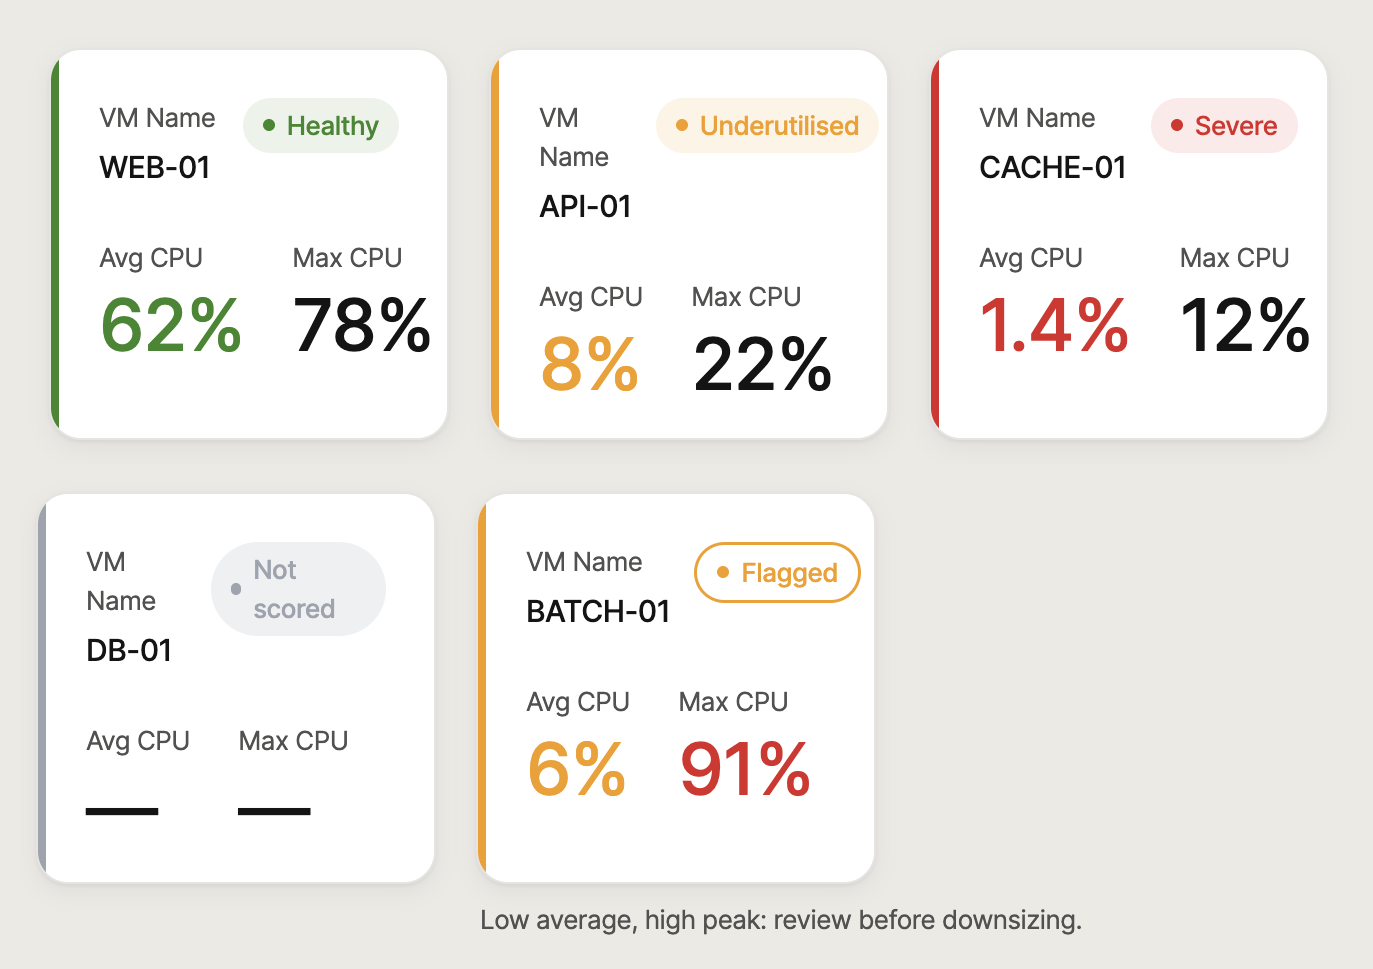 VM Name
Healthy
WEB-01
Avg CPU
Max CPU
62%
78%
VM
Name
Underutilised
API-01
Avg CPU
Max CPU
8%
22%
VM Name
Severe
CACHE-01
Avg CPU
Max CPU
1.4%
12%
VM
Name
Not
scored
DB-01
Avg CPU
Max CPU
—
—
VM Name
Flagged
BATCH-01
Avg CPU
Max CPU
6%
91%
Low average, high peak: review before downsizing.